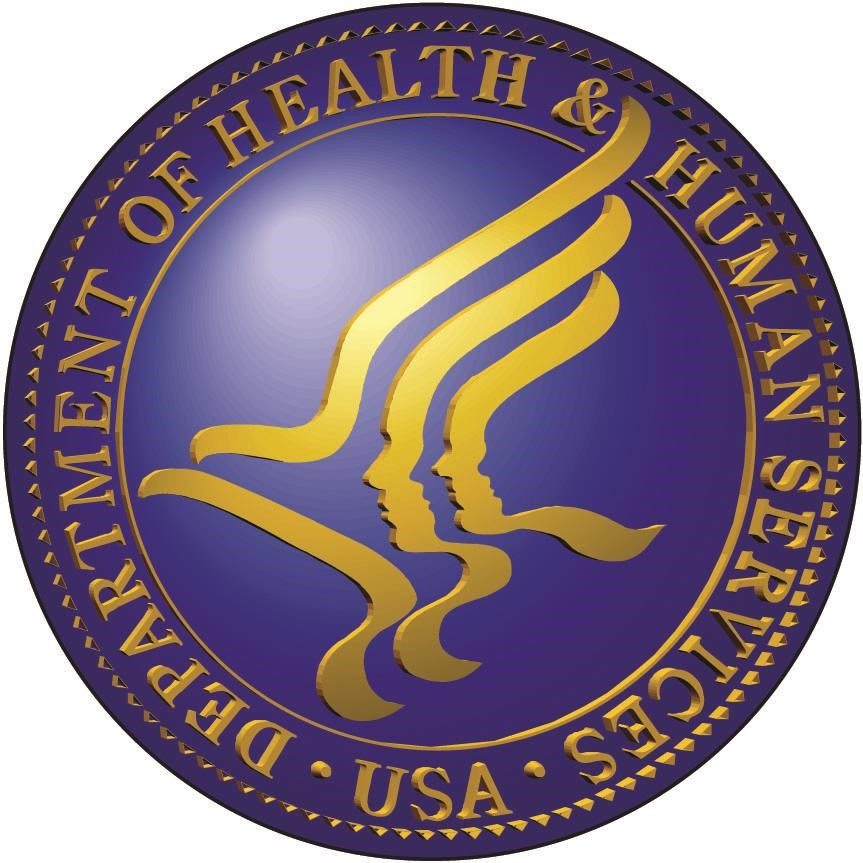 DEPARTMENT OF HEALTH & HUMAN SERVICES
· USA ·